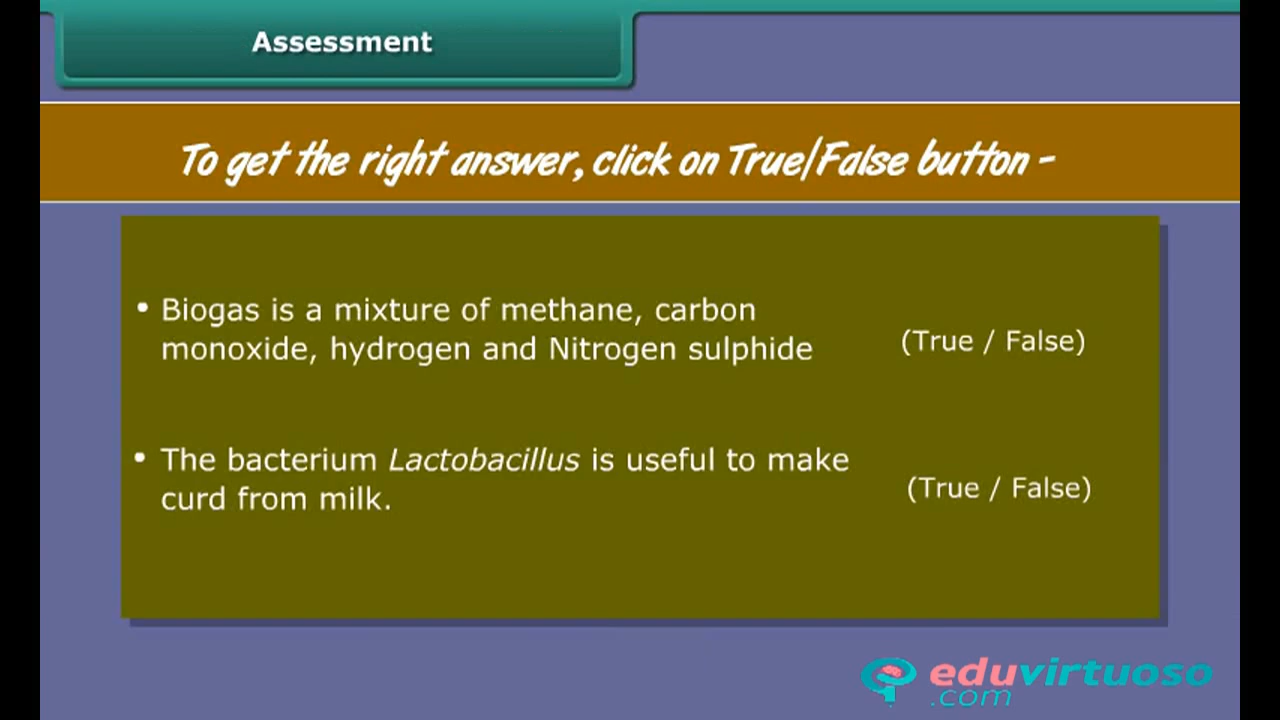 Assessment
To get the right answer, click on True/False button -
• Biogas is a mixture of methane, carbon
monoxide, hydrogen and Nitrogen sulphide
(True / False)
• The bacterium Lactobacillus is useful to make
curd from milk.
(True / False)
eduvirtuoso
.com